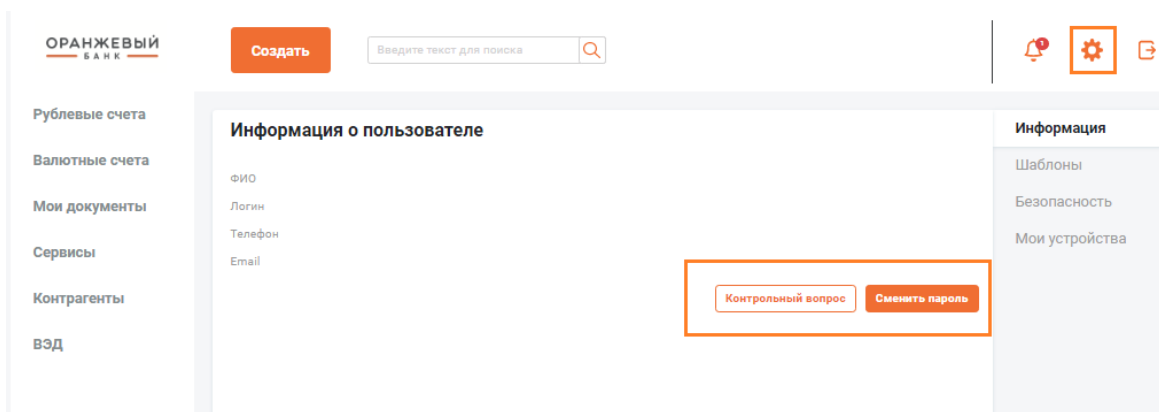 ОРАНЖЕВЫЙ
БАНК
Создать
Введите текст для поиска
1
Рублевые счета
Валютные счета
Мои документы
Сервисы
Контрагенты
ВЭД
Информация о пользователе
ФИО
Логин
Телефон
Email
Контрольный вопрос
Сменить пароль
Информация
Шаблоны
Безопасность
Мои устройства